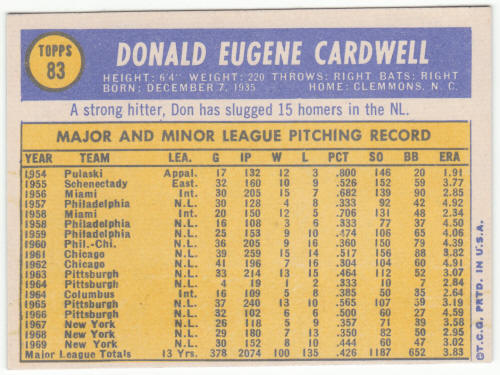 TOPPS
83
DONALD EUGENE CARDWELL
HEIGHT: 6'4" WEIGHT: 220 THROWS: RIGHT BATS: RIGHT
BORN: DECEMBER 7, 1935 HOME: CLEMMONS, N. C.
A strong hitter, Don has slugged 15 homers in the NL.
MAJOR AND MINOR LEAGUE PITCHING RECORD
YEAR TEAM LEA. G IP W L PCT SO BB ERA
1954 Pulaski Appal. 17 132 12 3 .800 146 20 1.91
1955 Schenectady East. 32 160 10 9 .526 152 59 3.77
1956 Miami Int. 30 205 15 7 .682 139 90 2.85
1957 Philadelphia N.L. 30 128 4 8 .333 92 42 4.92
1958 Miami Int. 20 150 12 5 .706 131 48 2.34
1958 Philadelphia N.L. 16 108 3 6 .333 77 37 4.50
1959 Philadelphia N.L. 25 153 9 10 .474 106 65 4.06
1960 Phil.-Chi. N.L. 36 205 9 16 .360 150 79 4.39
1961 Chicago N.L. 39 259 15 14 .517 156 88 3.82
1962 Chicago N.L. 41 196 7 16 .304 104 60 4.91
1963 Pittsburgh N.L. 33 214 13 15 .464 112 52 3.07
1964 Pittsburgh N.L. 4 19 1 2 .333 10 7 2.84
1964 Columbus Int. 16 109 5 8 .385 50 35 2.64
1965 Pittsburgh N.L. 37 240 13 10 .565 107 59 3.19
1966 Pittsburgh N.L. 32 102 6 6 .500 60 27 4.59
1967 New York N.L. 26 118 5 9 .357 71 39 3.58
1968 New York N.L. 29 180 7 13 .350 82 50 2.95
1969 New York N.L. 30 152 8 10 .444 60 47 3.02
Major League Totals 13 Yrs. 378 2074 100 135 .426 1187 652 3.83
©T.C.G. PRTD. IN U.S.A.